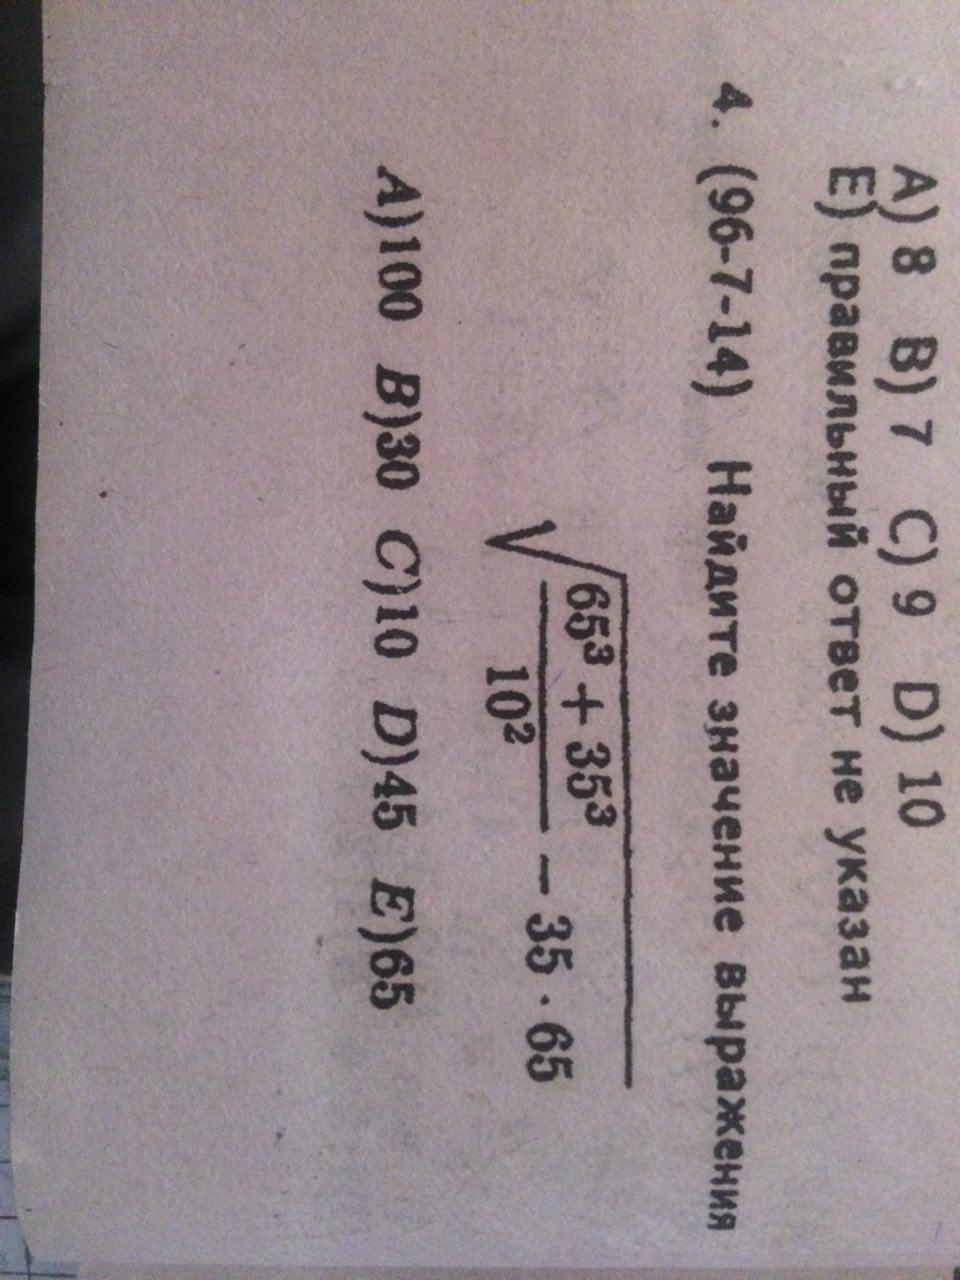 A) 8 B) 7 C) 9 D) 10
E) правильный ответ не указан
4. (96-7-14) Найдите значение выражения
√(65³ + 35³ / 10² − 35 · 65)
A)100 B)30 C)10 D)45 E)65